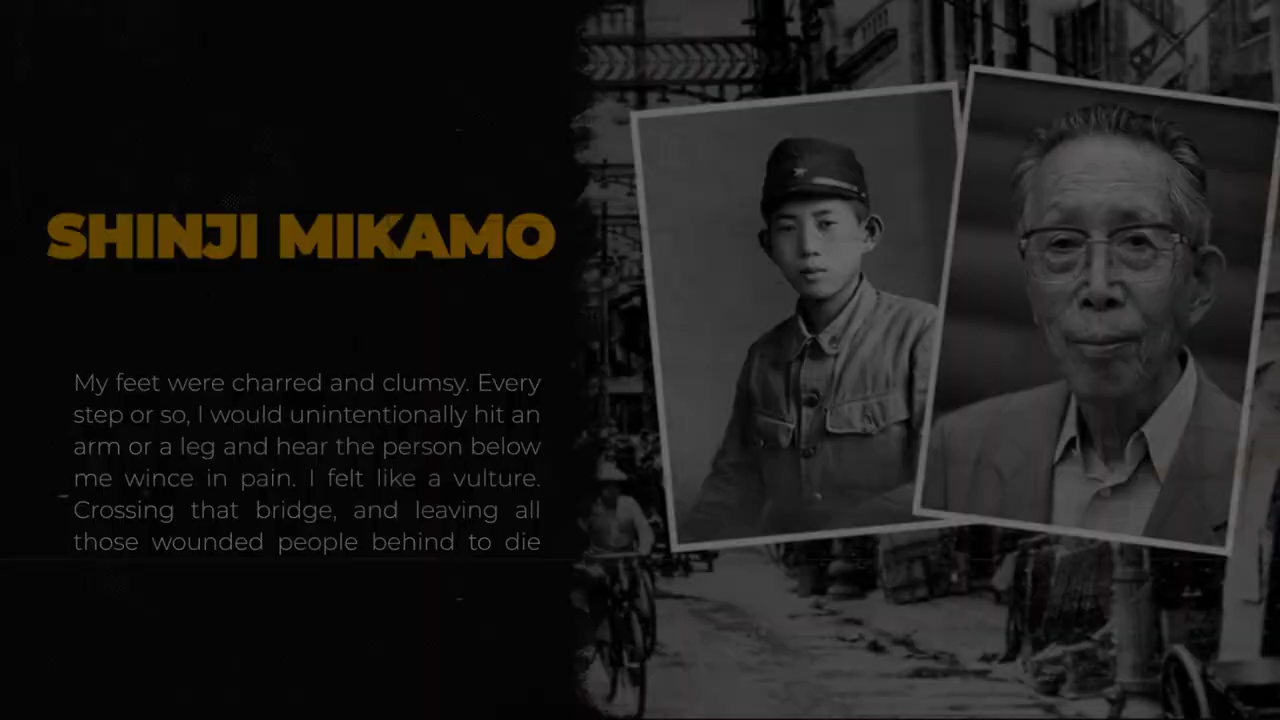 SHINJI MIKAMO
My feet were charred and clumsy. Every
step or so, I would unintentionally hit an
arm or a leg and hear the person below
me wince in pain. I felt like a vulture.
Crossing that bridge, and leaving all
those wounded people behind to die